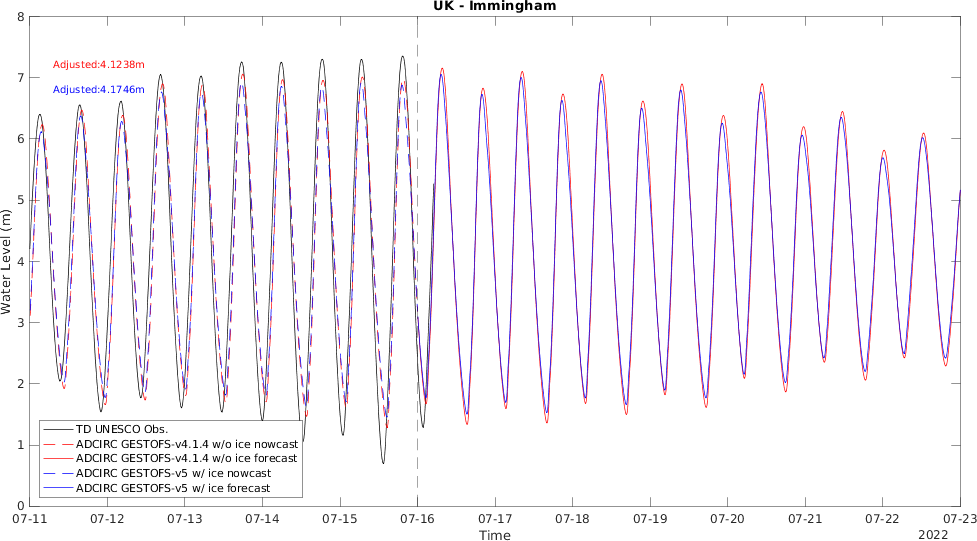 UK - Immingham
8
7
6
5
4
3
2
1
0
Water Level (m)
Adjusted:4.1238m
Adjusted:4.1746m
TD UNESCO Obs.
ADCIRC GESTOFS-v4.1.4 w/o ice nowcast
ADCIRC GESTOFS-v4.1.4 w/o ice forecast
ADCIRC GESTOFS-v5 w/ ice nowcast
ADCIRC GESTOFS-v5 w/ ice forecast
07-11 07-12 07-13 07-14 07-15 07-16 07-17 07-18 07-19 07-20 07-21 07-22 07-23
Time
2022